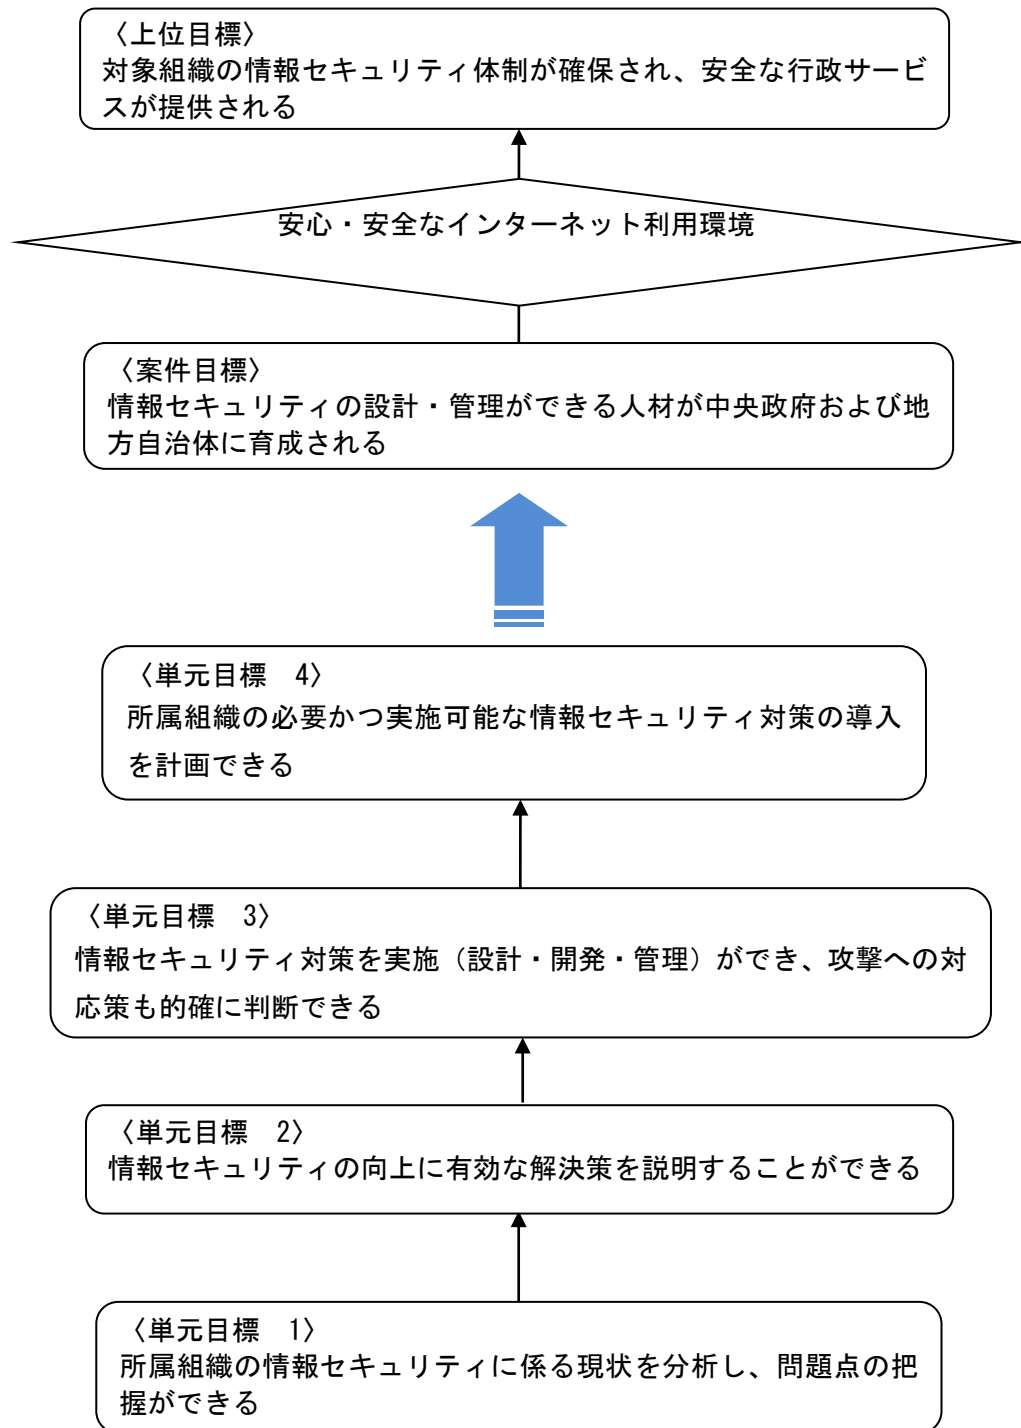 〈上位目標〉
対象組織の情報セキュリティ体制が確保され、安全な行政サービ
スが提供される
安心・安全なインターネット利用環境
〈案件目標〉
情報セキュリティの設計・管理ができる人材が中央政府および地
方自治体に育成される
〈単元目標　4〉
所属組織の必要かつ実施可能な情報セキュリティ対策の導入
を計画できる
〈単元目標　3〉
情報セキュリティ対策を実施（設計・開発・管理）ができ、攻撃への対
応策も的確に判断できる
〈単元目標　2〉
情報セキュリティの向上に有効な解決策を説明することができる
〈単元目標　1〉
所属組織の情報セキュリティに係る現状を分析し、問題点の把
握ができる